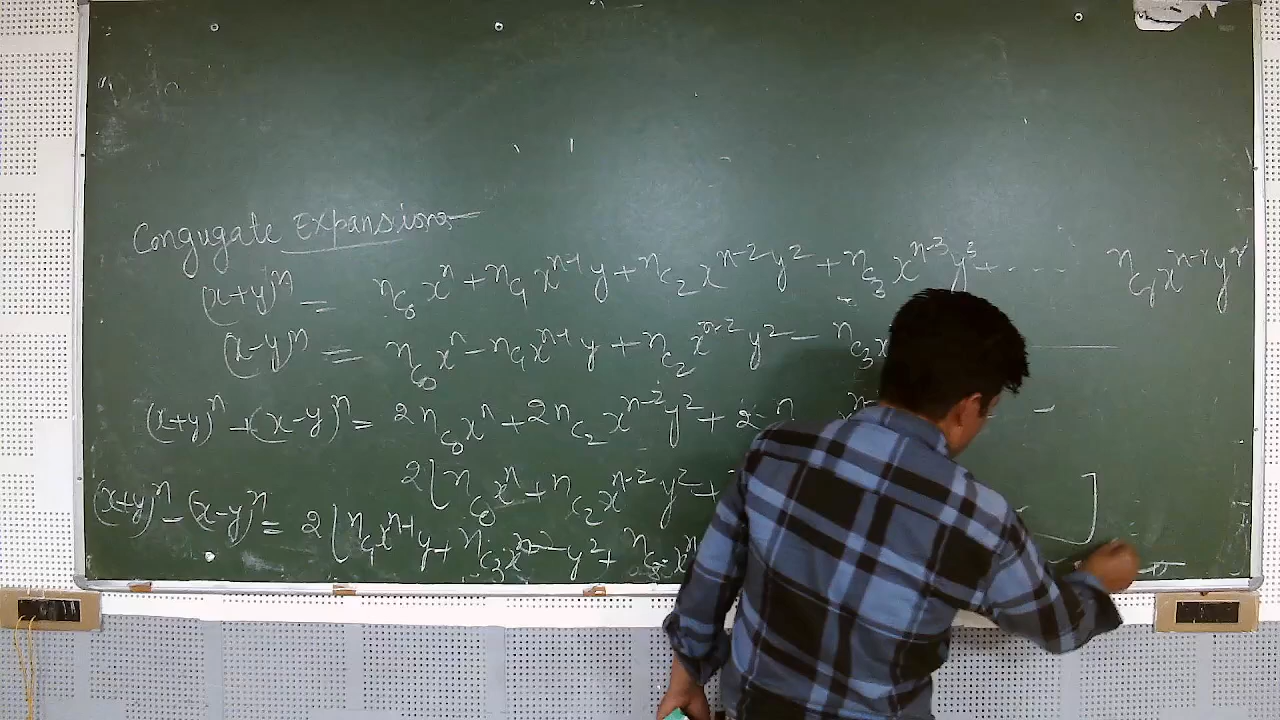 Congugate Expansions
(x+y)^n = nC0 x^n + nC1 x^n-1 y + nC2 x^n-2 y^2 + nC3 x^n-3 y^3 + .... nCr x^n-r y^r
(x-y)^n = nC0 x^n - nC1 x^n-1 y + nC2 x^n-2 y^2 - nC3 x
(x+y)^n + (x-y)^n = 2 nC0 x^n + 2 nC2 x^n-2 y^2 + 2 n
2[nC0 x^n + nC2 x^n-2 y^2 + ]
(x+y)^n - (x-y)^n = 2[nC1 x^n-1 y + nC3 x^n- y^2 + n